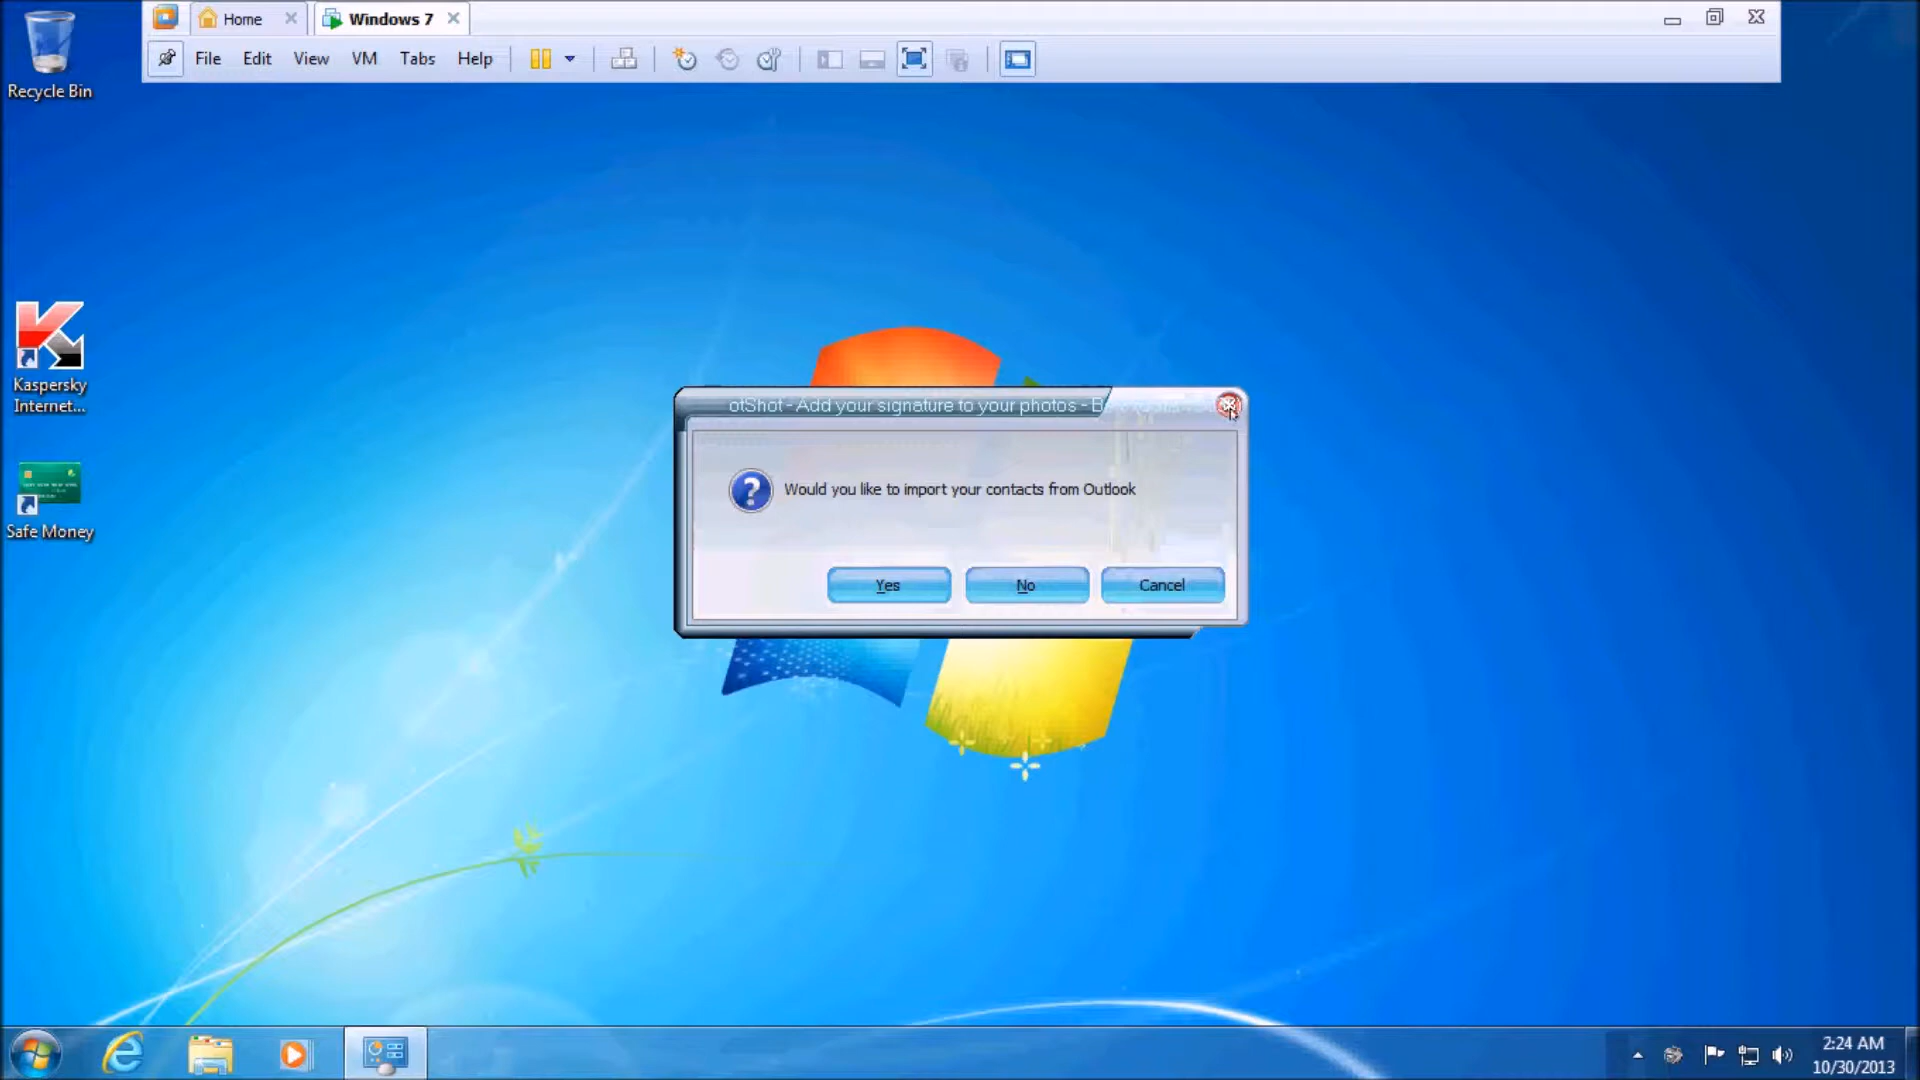 Home
Windows 7
File Edit View VM Tabs Help
Recycle Bin
Kaspersky
Internet...
Safe Money
otShot - Add your signature to your photos - B
Would you like to import your contacts from Outlook
Yes No Cancel
2:24 AM
10/30/2013